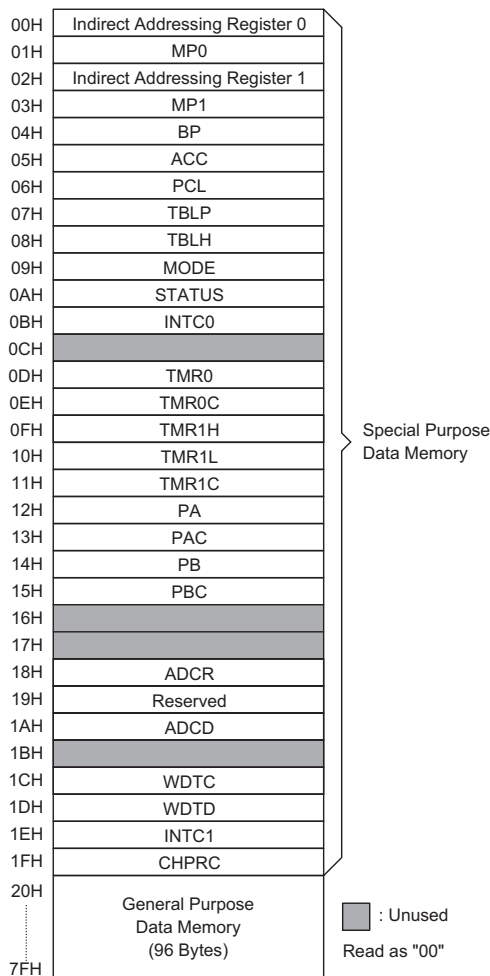 00H Indirect Addressing Register 0
01H MP0
02H Indirect Addressing Register 1
03H MP1
04H BP
05H ACC
06H PCL
07H TBLP
08H TBLH
09H MODE
0AH STATUS
0BH INTC0
0CH
0DH TMR0
0EH TMR0C
0FH TMR1H
10H TMR1L
11H TMR1C
12H PA
13H PAC
14H PB
15H PBC
16H
17H
18H ADCR
19H Reserved
1AH ADCD
1BH
1CH WDTC
1DH WDTD
1EH INTC1
1FH CHPRC
Special Purpose
Data Memory
20H
General Purpose
Data Memory
(96 Bytes)
7FH
: Unused
Read as "00"